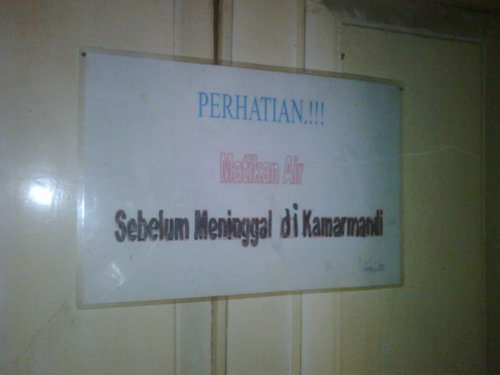 PERHATIAN.!!!
Matikan Air
Sebelum Meninggal di Kamarmandi